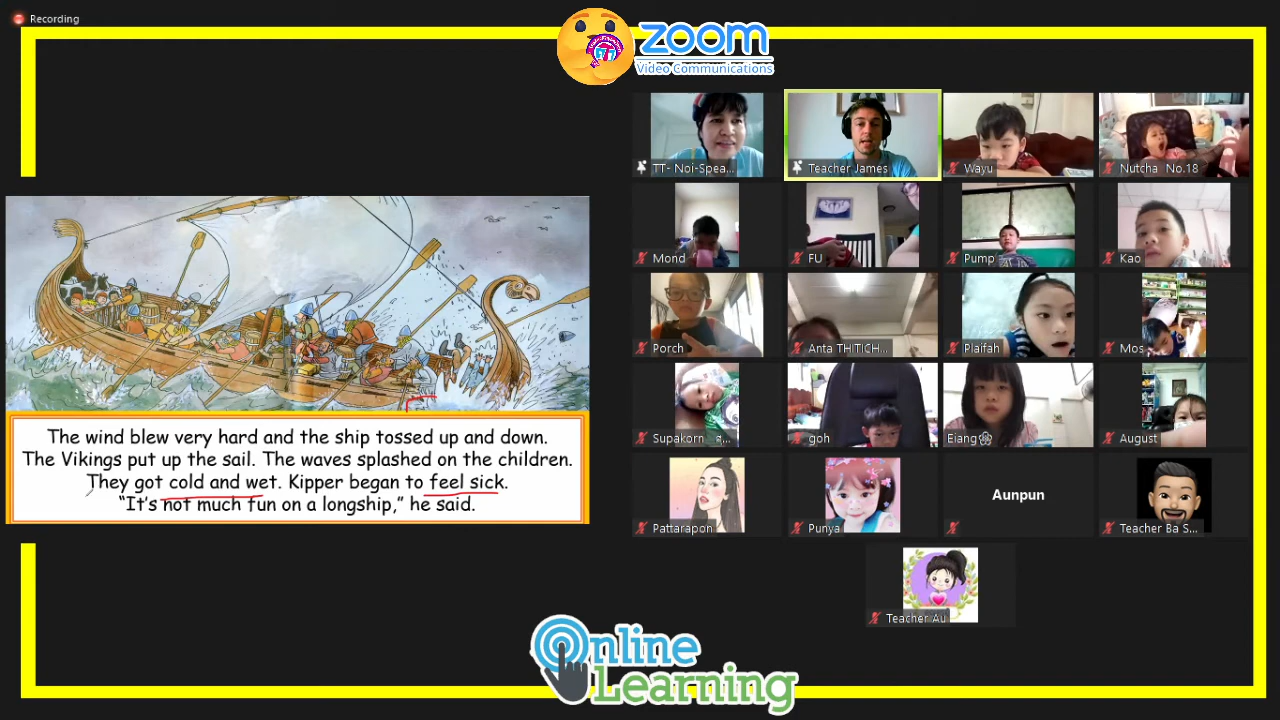 Recording
zoom
Video Communications
TT- Noi-Spea...
Teacher James
Wayu
Nutcha No.18
Mond
FU
Pump
Kao
Porch
Anta THITICH...
Plaifah
Mos
Supakorn
goh
Eiang
August
Pattarapon
Punya
Aunpun
Teacher Ba S...
Teacher Au
The wind blew very hard and the ship tossed up and down.
The Vikings put up the sail. The waves splashed on the children.
They got cold and wet. Kipper began to feel sick.
“It’s not much fun on a longship,” he said.
Online
Learning